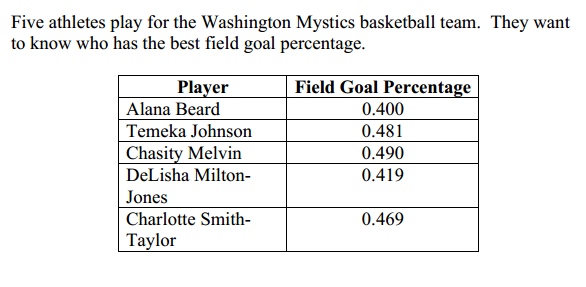 Five athletes play for the Washington Mystics basketball team.  They want
to know who has the best field goal percentage.
Player Field Goal Percentage
Alana Beard 0.400
Temeka Johnson 0.481
Chasity Melvin 0.490
DeLisha Milton- 0.419
Jones
Charlotte Smith- 0.469
Taylor